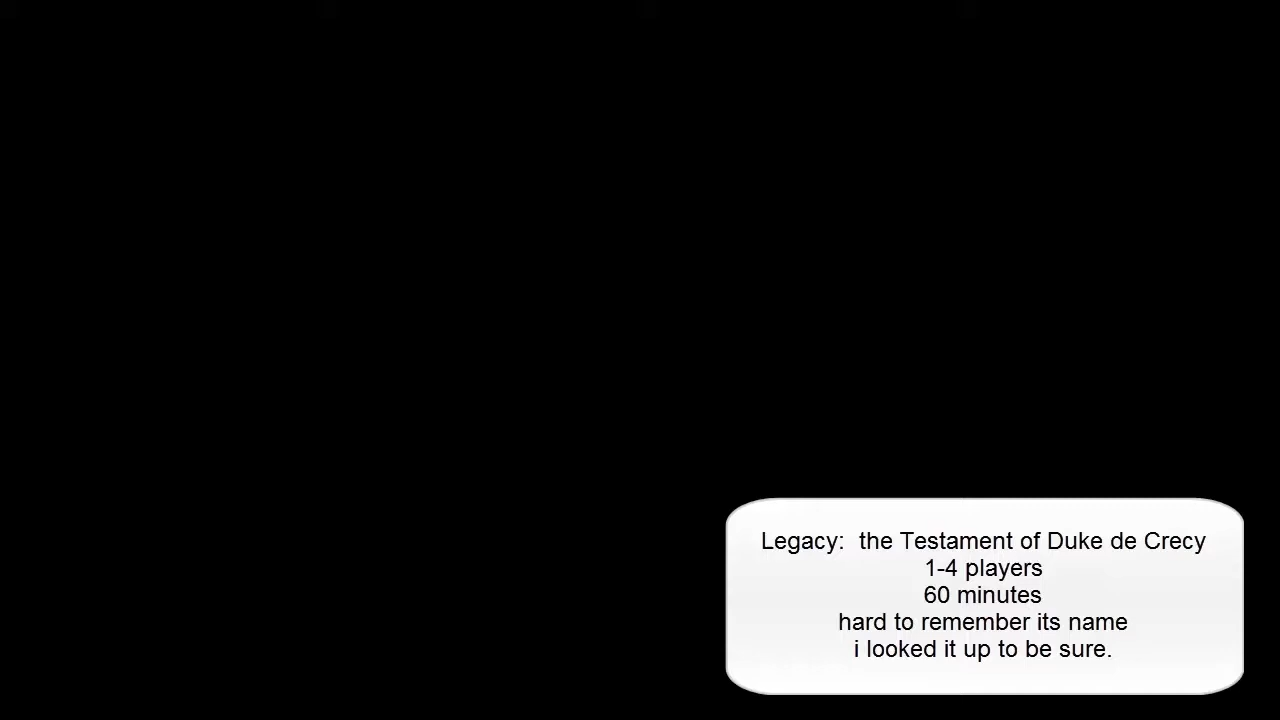 Legacy:  the Testament of Duke de Crecy
1-4 players
60 minutes
hard to remember its name
i looked it up to be sure.